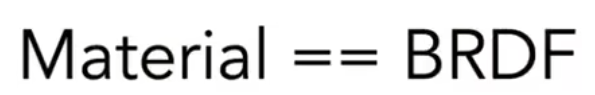 Material == BRDF